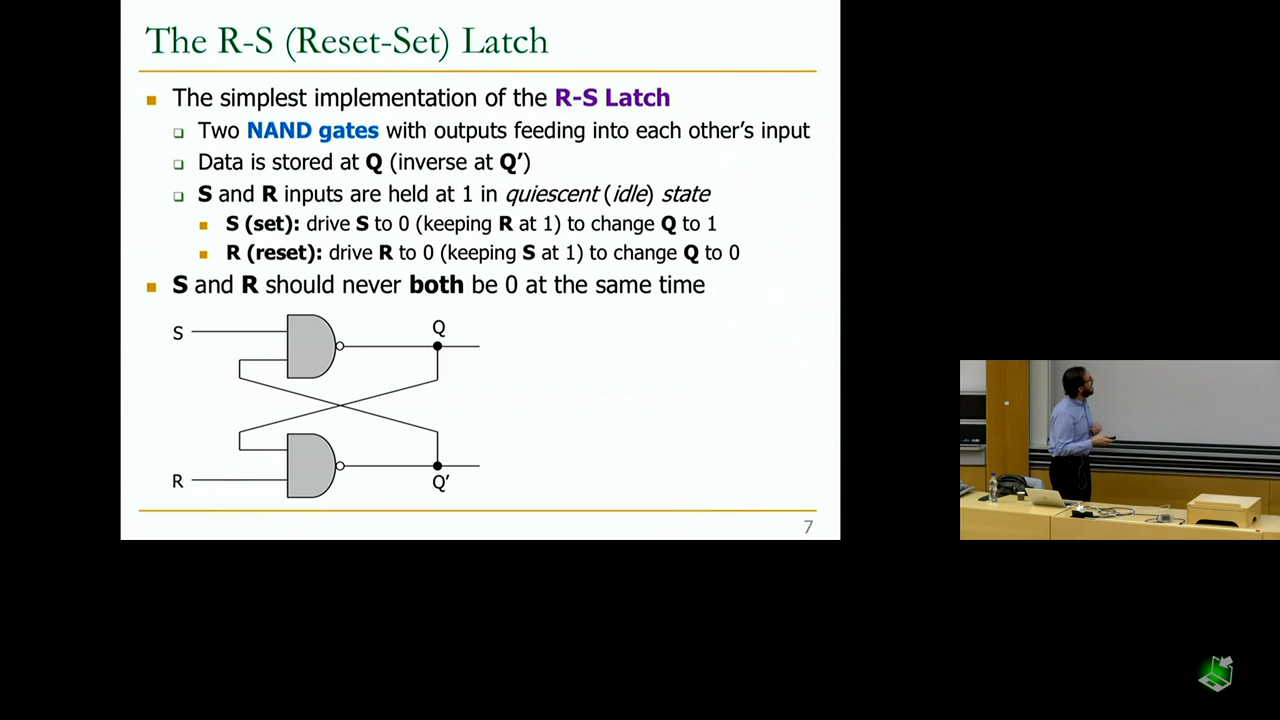 The R-S (Reset-Set) Latch
The simplest implementation of the R-S Latch
Two NAND gates with outputs feeding into each other’s input
Data is stored at Q (inverse at Q’)
S and R inputs are held at 1 in quiescent (idle) state
S (set): drive S to 0 (keeping R at 1) to change Q to 1
R (reset): drive R to 0 (keeping S at 1) to change Q to 0
S and R should never both be 0 at the same time
S
Q
R
Q’
7